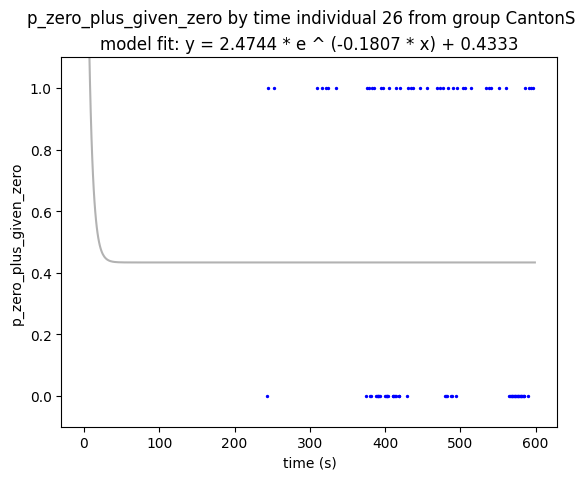 p_zero_plus_given_zero by time individual 26 from group CantonS
model fit: y = 2.4744 * e ^ (-0.1807 * x) + 0.4333
1.0
0.8
0.6
0.4
0.2
0.0
p_zero_plus_given_zero
0 100 200 300 400 500 600
time (s)